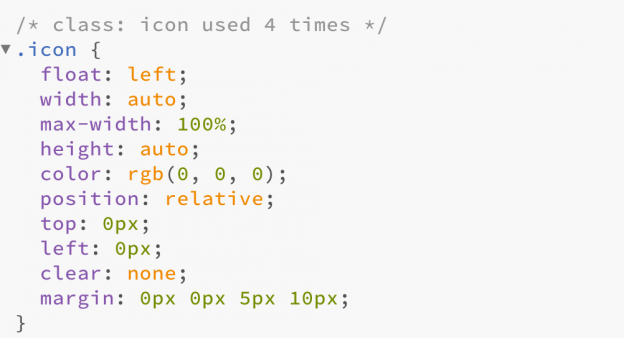 /* class: icon used 4 times */
.icon {
float: left;
width: auto;
max-width: 100%;
height: auto;
color: rgb(0, 0, 0);
position: relative;
top: 0px;
left: 0px;
clear: none;
margin: 0px 0px 5px 10px;
}